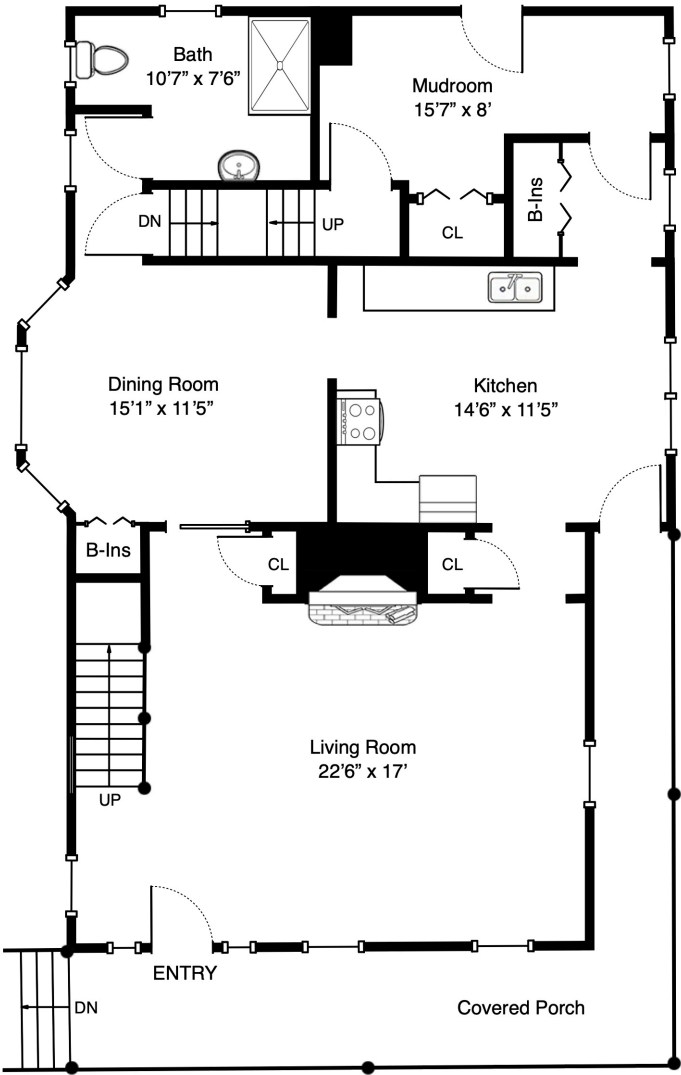 Bath
10’7” x 7’6”
Mudroom
15’7” x 8’
B-Ins
DN
UP
CL
Dining Room
15’1” x 11’5”
Kitchen
14’6” x 11’5”
B-Ins
CL
CL
Living Room
22’6” x 17’
UP
ENTRY
DN
Covered Porch